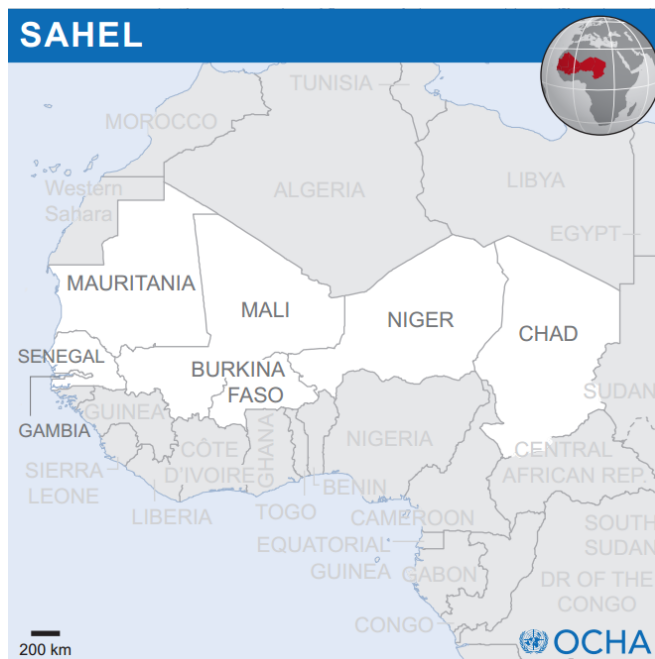 SAHEL
TUNISIA
MOROCCO
ALGERIA
LIBYA
Western
Sahara
EGYPT
MAURITANIA
MALI
NIGER
CHAD
SENEGAL
BURKINA
FASO
SUDAN
GAMBIA
GUINEA
CÔTE
D'IVOIRE
GHANA
NIGERIA
CENTRAL
AFRICAN REP.
SIERRA
LEONE
BENIN
LIBERIA
TOGO
CAMEROON
SOUTH
SUDAN
EQUATORIAL
GUINEA
GABON
DR OF THE
CONGO
CONGO
200 km
OCHA